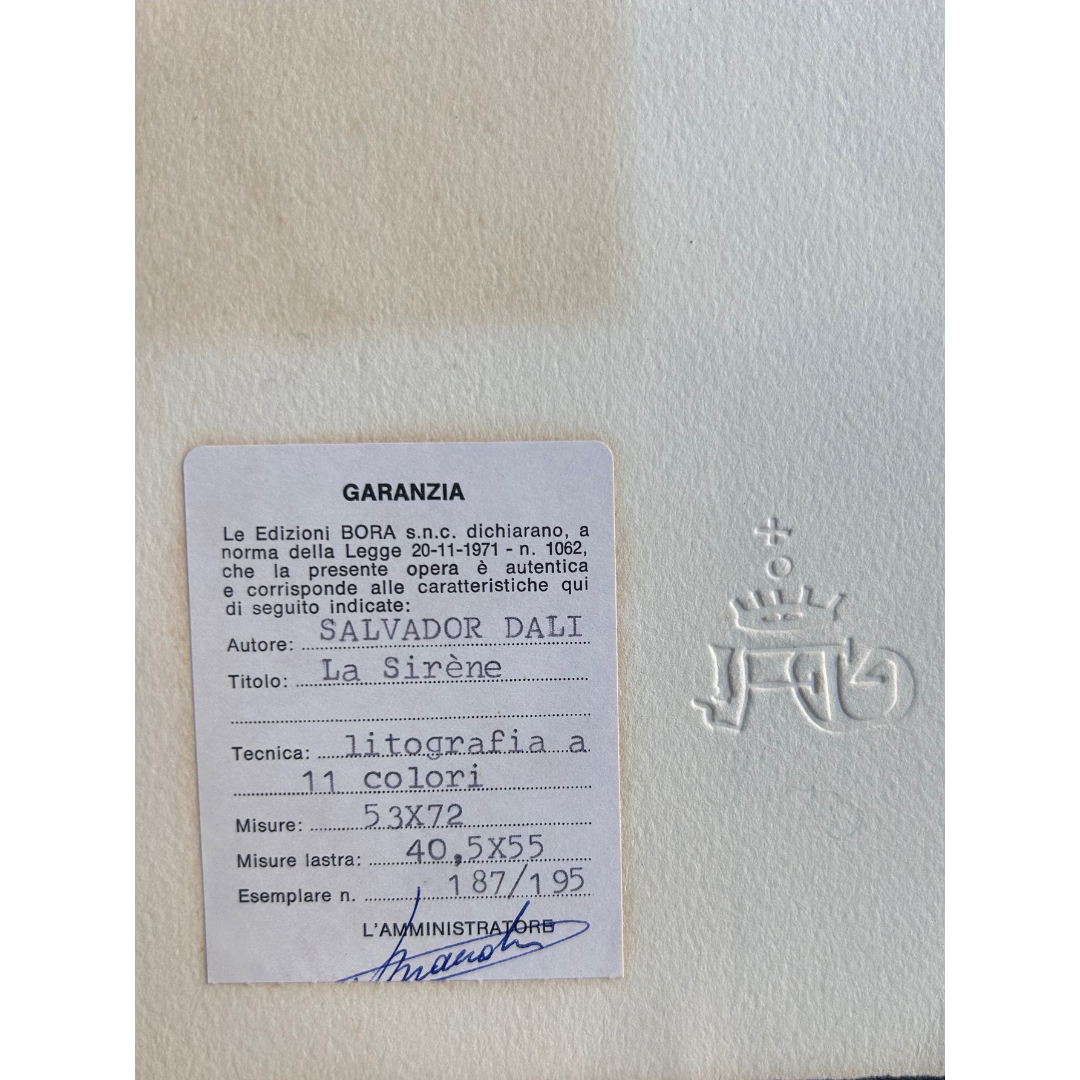 GARANZIA
Le Edizioni BORA s.n.c. dichiarano, a
norma della Legge 20-11-1971 - n. 1062,
che la presente opera è autentica
e corrisponde alle caratteristiche qui
di seguito indicate:
Autore: SALVADOR DALI
Titolo: La Sirène
Tecnica: litografia a
11 colori
Misure: 53X72
Misure lastra: 40,5X55
Esemplare n. 187/195
L'AMMINISTRATORE